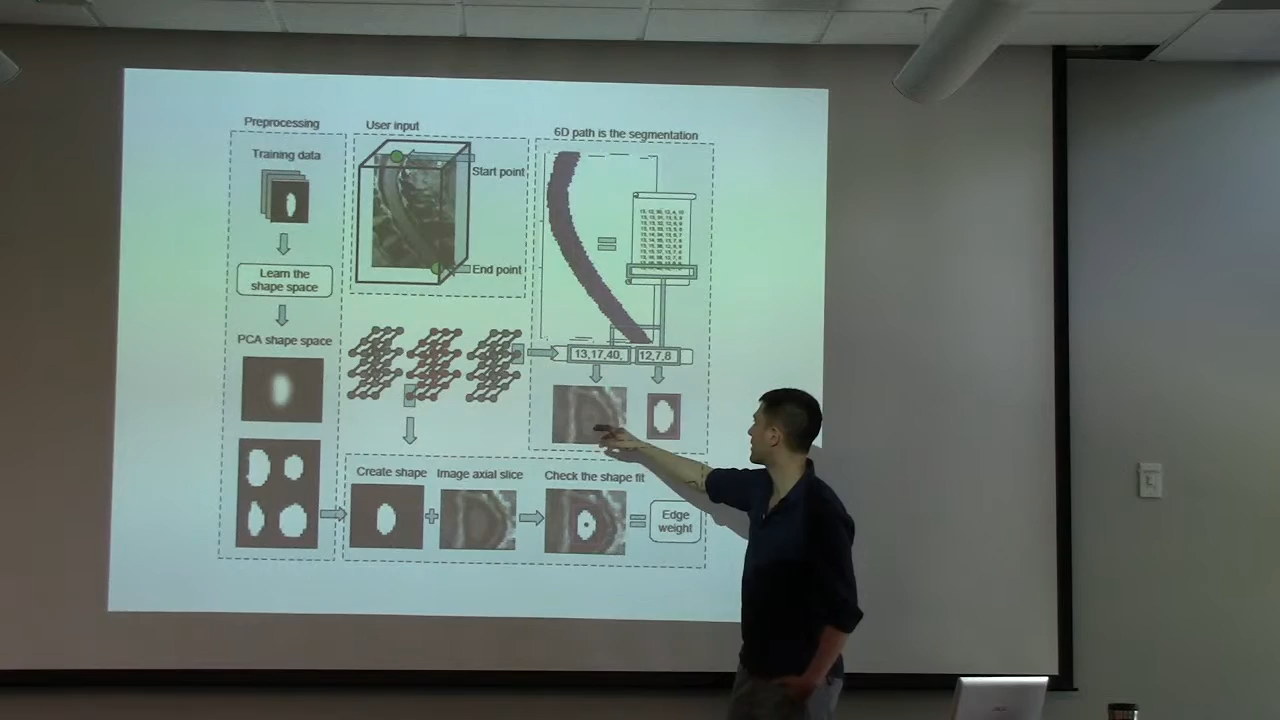 Preprocessing
Training data
Learn the
shape space
PCA shape space
User input
Start point
End point
6D path is the segmentation
13,17,40,
12,7,8
Create shape
Image axial slice
Check the shape fit
Edge
weight